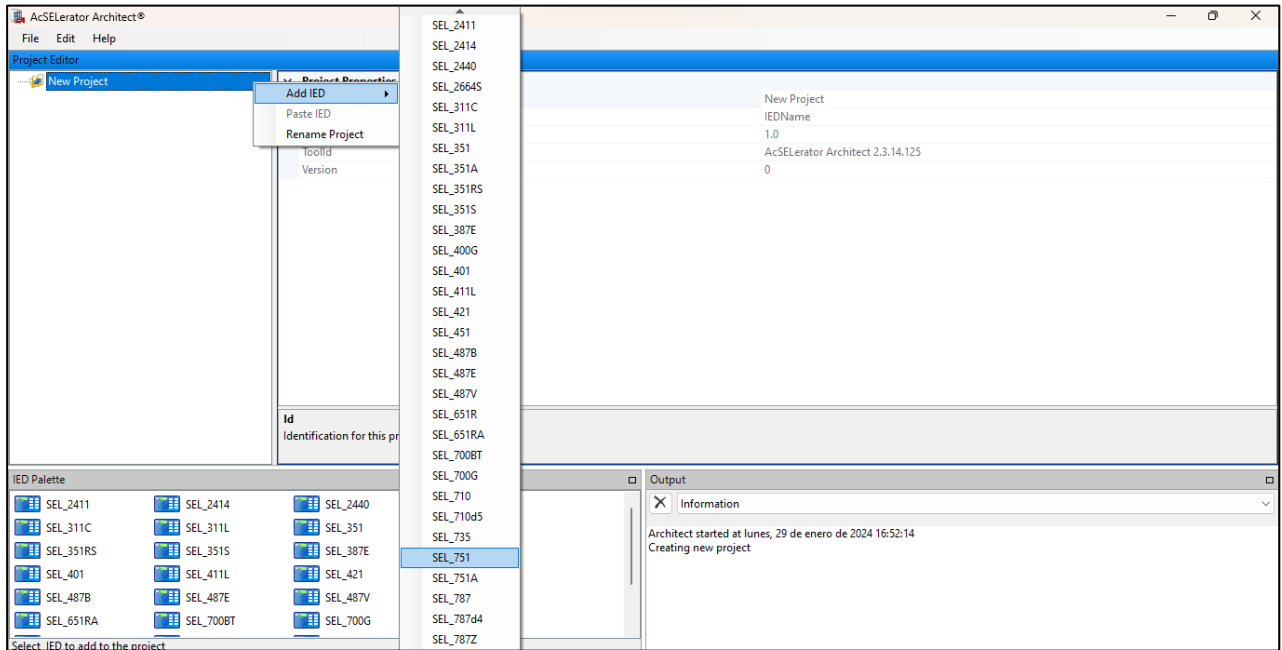 AcSELerator Architect®
File Edit Help
Project Editor
New Project
Project Properties
New Project
IEDName
1.0
ToolId AcSELerator Architect 2.3.14.125
Version 0
Add IED
Paste IED
Rename Project
SEL_2411
SEL_2414
SEL_2440
SEL_2664S
SEL_311C
SEL_311L
SEL_351
SEL_351A
SEL_351RS
SEL_351S
SEL_387E
SEL_400G
SEL_401
SEL_411L
SEL_421
SEL_451
SEL_487B
SEL_487E
SEL_487V
SEL_651R
SEL_651RA
SEL_700BT
SEL_700G
SEL_710
SEL_710d5
SEL_735
SEL_751
SEL_751A
SEL_787
SEL_787d4
SEL_787Z
Id
Identification for this pr
IED Palette
SEL_2411 SEL_2414 SEL_2440
SEL_311C SEL_311L SEL_351
SEL_351RS SEL_351S SEL_387E
SEL_401 SEL_411L SEL_421
SEL_487B SEL_487E SEL_487V
SEL_651RA SEL_700BT SEL_700G
Select IED to add to the project
Output
Information
Architect started at lunes, 29 de enero de 2024 16:52:14
Creating new project